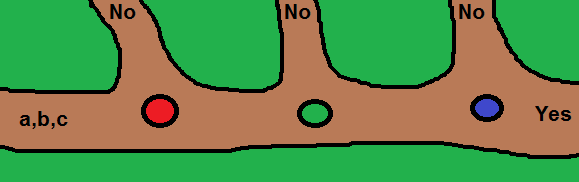 No No No
a,b,c
Yes